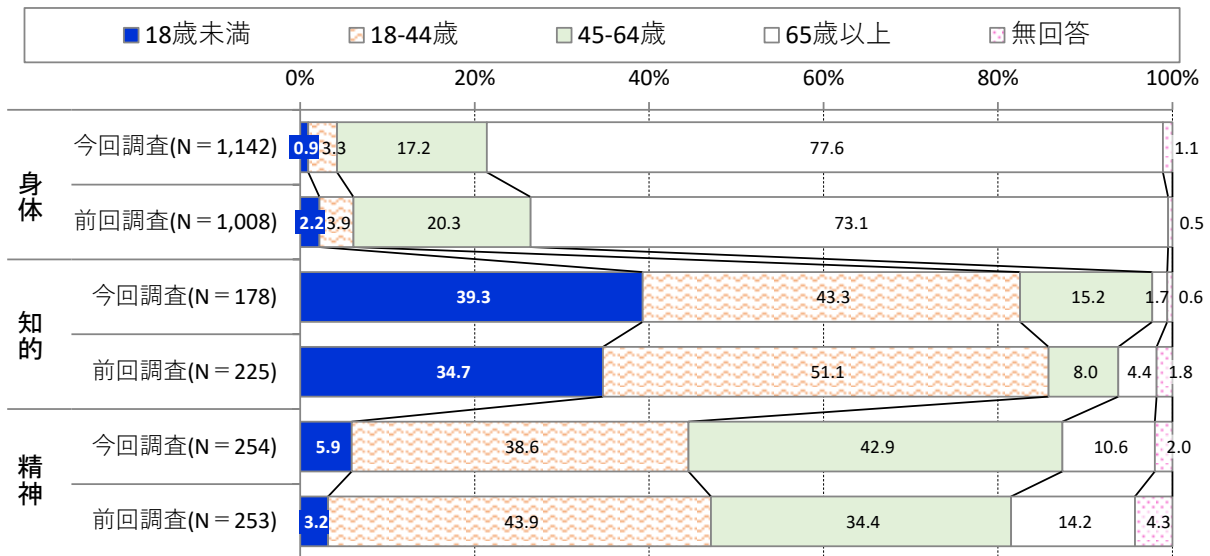 18歳未満 18-44歳 45-64歳 65歳以上 無回答
0% 20% 40% 60% 80% 100%
身体
今回調査(N＝1,142) 0.9 3.3 17.2 77.6 1.1
前回調査(N＝1,008) 2.2 3.9 20.3 73.1 0.5
知的
今回調査(N＝178) 39.3 43.3 15.2 1.7 0.6
前回調査(N＝225) 34.7 51.1 8.0 4.4 1.8
精神
今回調査(N＝254) 5.9 38.6 42.9 10.6 2.0
前回調査(N＝253) 3.2 43.9 34.4 14.2 4.3